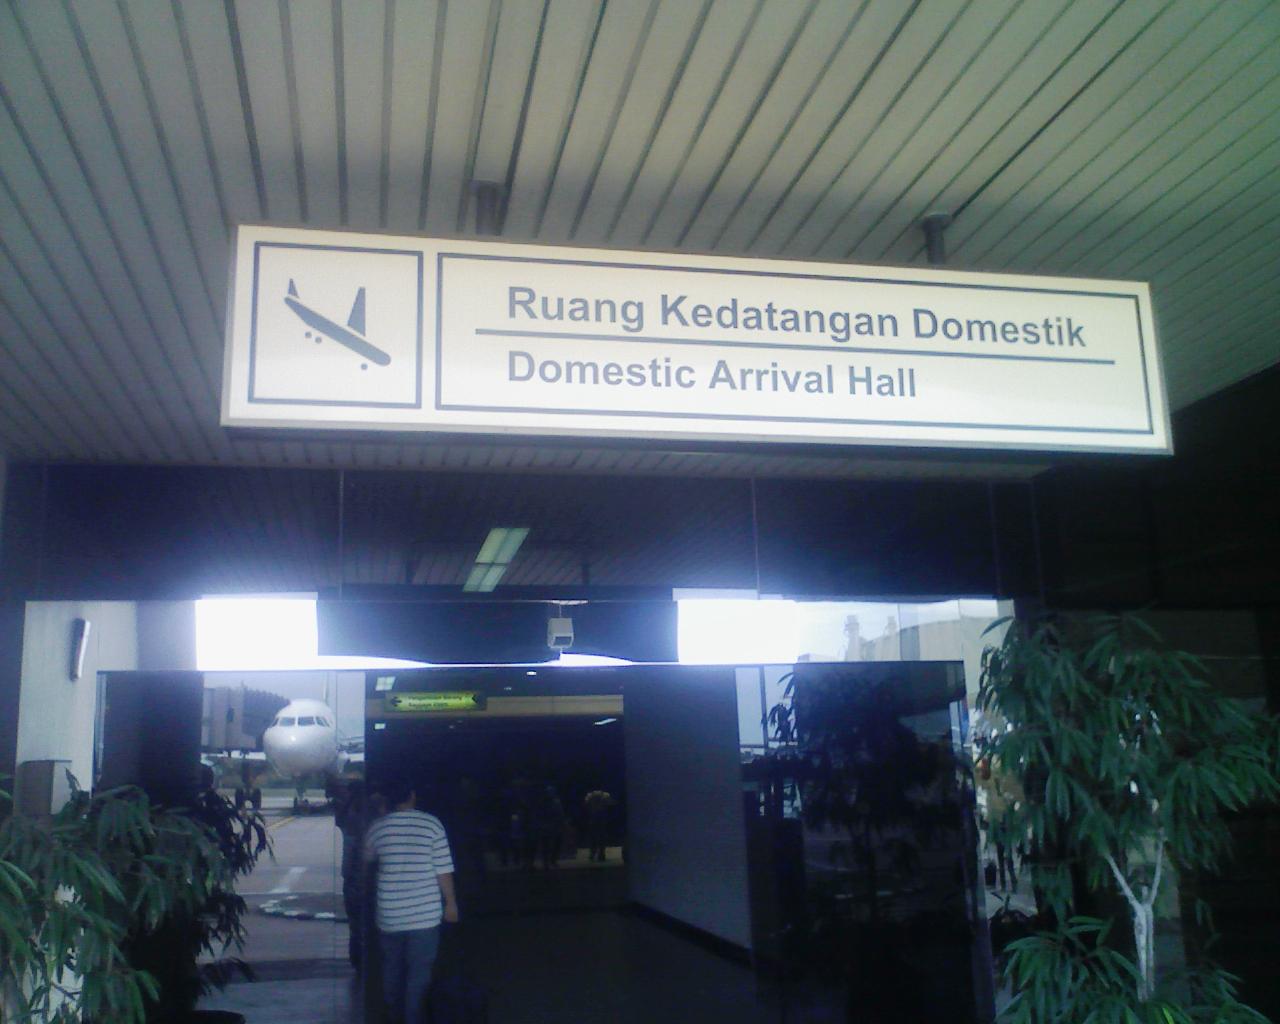 Ruang Kedatangan Domestik
Domestic Arrival Hall